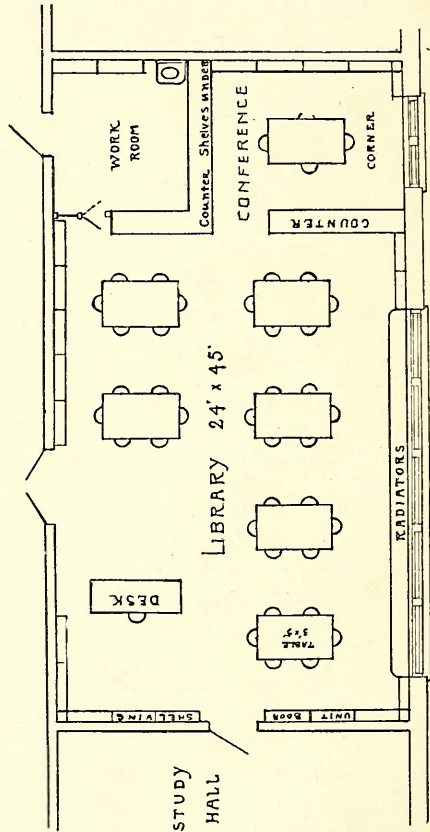 WORK
ROOM
Counter Shelves under
CONFERENCE
CORNER
COUNTER
LIBRARY 24' x 45'
DESK
TABLE
3'x5'
RADIATORS
SHELVING
UNIT BOOK
STUDY
HALL